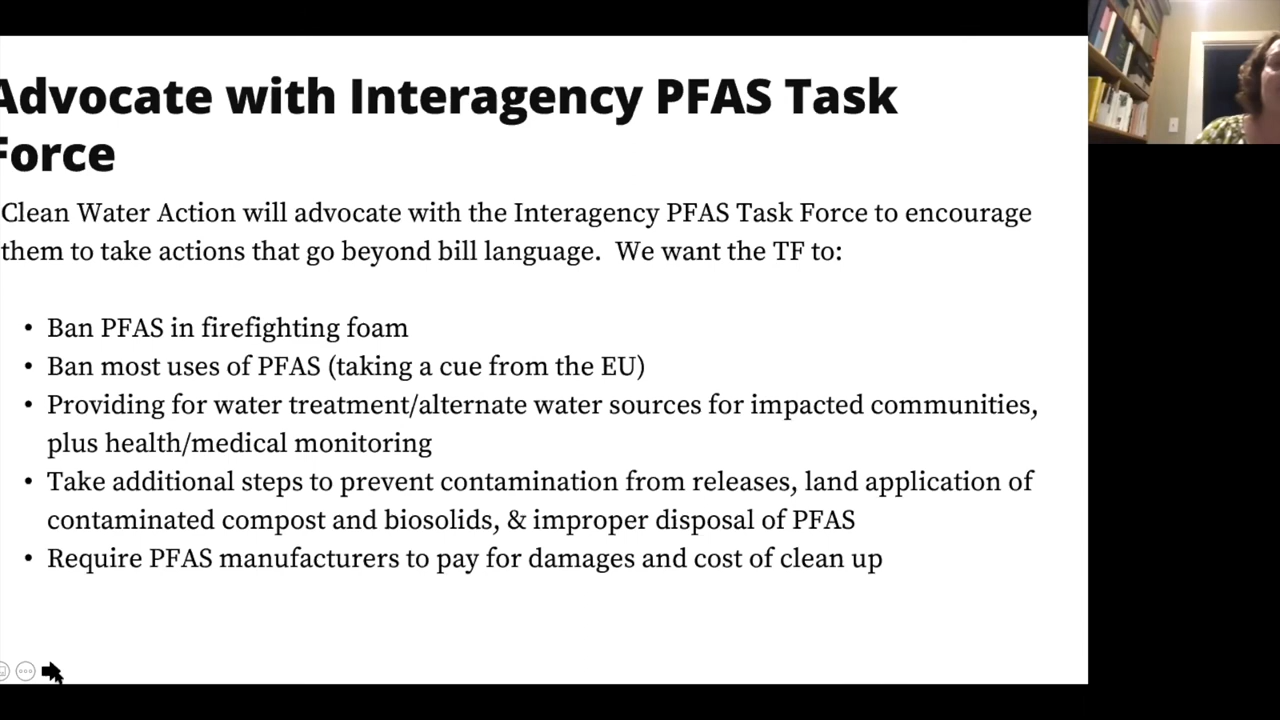 Advocate with Interagency PFAS Task
Force
Clean Water Action will advocate with the Interagency PFAS Task Force to encourage
them to take actions that go beyond bill language.  We want the TF to:
• Ban PFAS in firefighting foam
• Ban most uses of PFAS (taking a cue from the EU)
• Providing for water treatment/alternate water sources for impacted communities,
plus health/medical monitoring
• Take additional steps to prevent contamination from releases, land application of
contaminated compost and biosolids, & improper disposal of PFAS
• Require PFAS manufacturers to pay for damages and cost of clean up